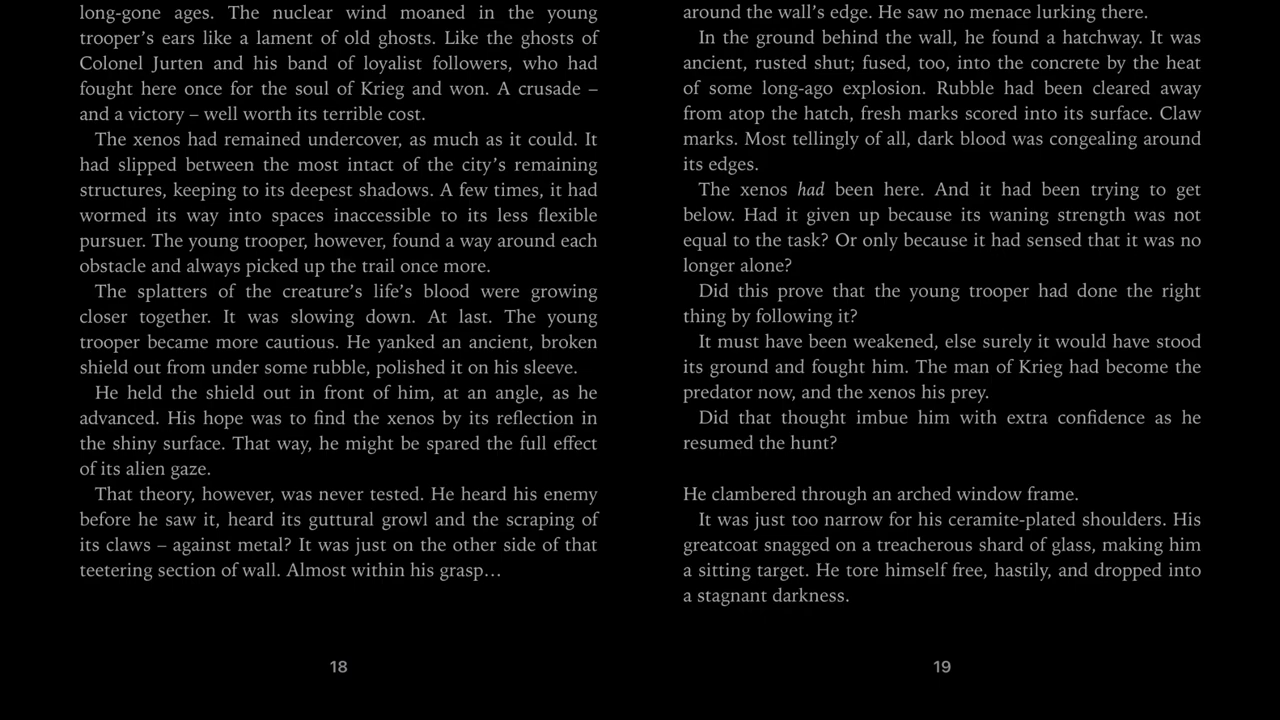 long-gone ages. The nuclear wind moaned in the young
trooper's ears like a lament of old ghosts. Like the ghosts of
Colonel Jurten and his band of loyalist followers, who had
fought here once for the soul of Krieg and won. A crusade –
and a victory – well worth its terrible cost.
The xenos had remained undercover, as much as it could. It
had slipped between the most intact of the city's remaining
structures, keeping to its deepest shadows. A few times, it had
wormed its way into spaces inaccessible to its less flexible
pursuer. The young trooper, however, found a way around each
obstacle and always picked up the trail once more.
The splatters of the creature's life's blood were growing
closer together. It was slowing down. At last. The young
trooper became more cautious. He yanked an ancient, broken
shield out from under some rubble, polished it on his sleeve.
He held the shield out in front of him, at an angle, as he
advanced. His hope was to find the xenos by its reflection in
the shiny surface. That way, he might be spared the full effect
of its alien gaze.
That theory, however, was never tested. He heard his enemy
before he saw it, heard its guttural growl and the scraping of
its claws – against metal? It was just on the other side of that
teetering section of wall. Almost within his grasp…
18
around the wall's edge. He saw no menace lurking there.
In the ground behind the wall, he found a hatchway. It was
ancient, rusted shut; fused, too, into the concrete by the heat
of some long-ago explosion. Rubble had been cleared away
from atop the hatch, fresh marks scored into its surface. Claw
marks. Most tellingly of all, dark blood was congealing around
its edges.
The xenos had been here. And it had been trying to get
below. Had it given up because its waning strength was not
equal to the task? Or only because it had sensed that it was no
longer alone?
Did this prove that the young trooper had done the right
thing by following it?
It must have been weakened, else surely it would have stood
its ground and fought him. The man of Krieg had become the
predator now, and the xenos his prey.
Did that thought imbue him with extra confidence as he
resumed the hunt?
He clambered through an arched window frame.
It was just too narrow for his ceramite-plated shoulders. His
greatcoat snagged on a treacherous shard of glass, making him
a sitting target. He tore himself free, hastily, and dropped into
a stagnant darkness.
19